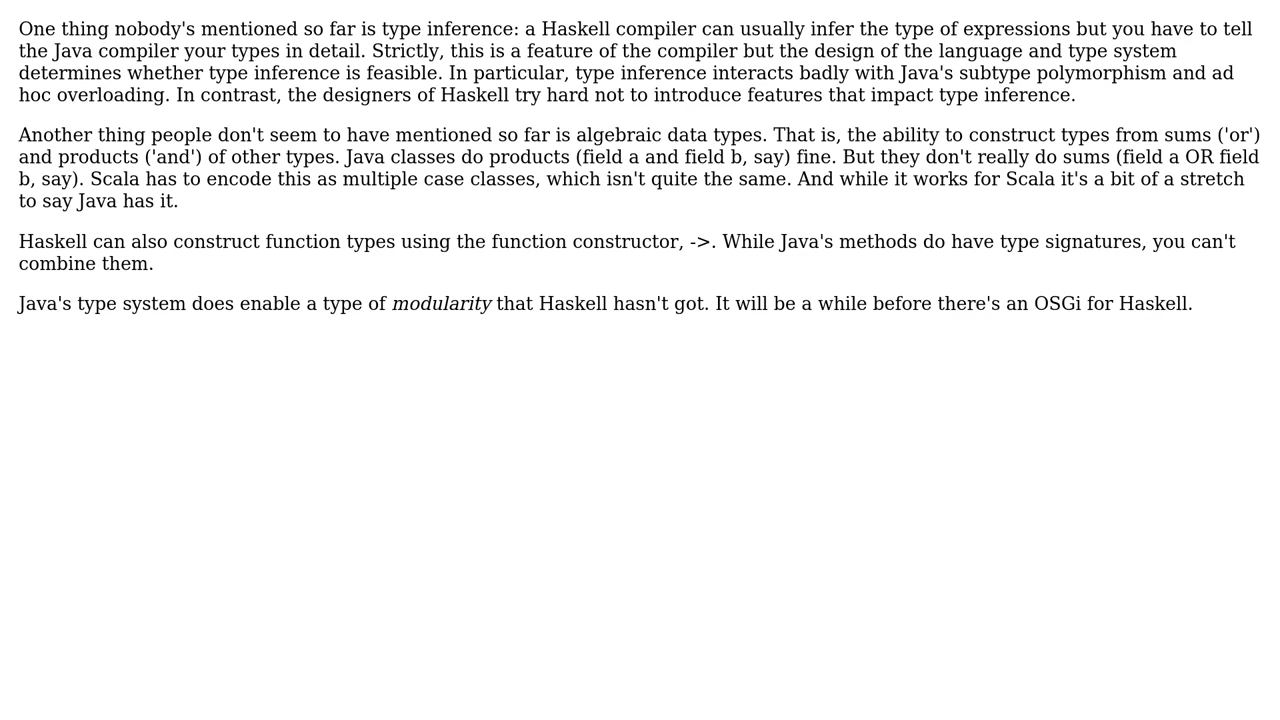 One thing nobody's mentioned so far is type inference: a Haskell compiler can usually infer the type of expressions but you have to tell
the Java compiler your types in detail. Strictly, this is a feature of the compiler but the design of the language and type system
determines whether type inference is feasible. In particular, type inference interacts badly with Java's subtype polymorphism and ad
hoc overloading. In contrast, the designers of Haskell try hard not to introduce features that impact type inference.
Another thing people don't seem to have mentioned so far is algebraic data types. That is, the ability to construct types from sums ('or')
and products ('and') of other types. Java classes do products (field a and field b, say) fine. But they don't really do sums (field a OR field
b, say). Scala has to encode this as multiple case classes, which isn't quite the same. And while it works for Scala it's a bit of a stretch
to say Java has it.
Haskell can also construct function types using the function constructor, ->. While Java's methods do have type signatures, you can't
combine them.
Java's type system does enable a type of modularity that Haskell hasn't got. It will be a while before there's an OSGi for Haskell.